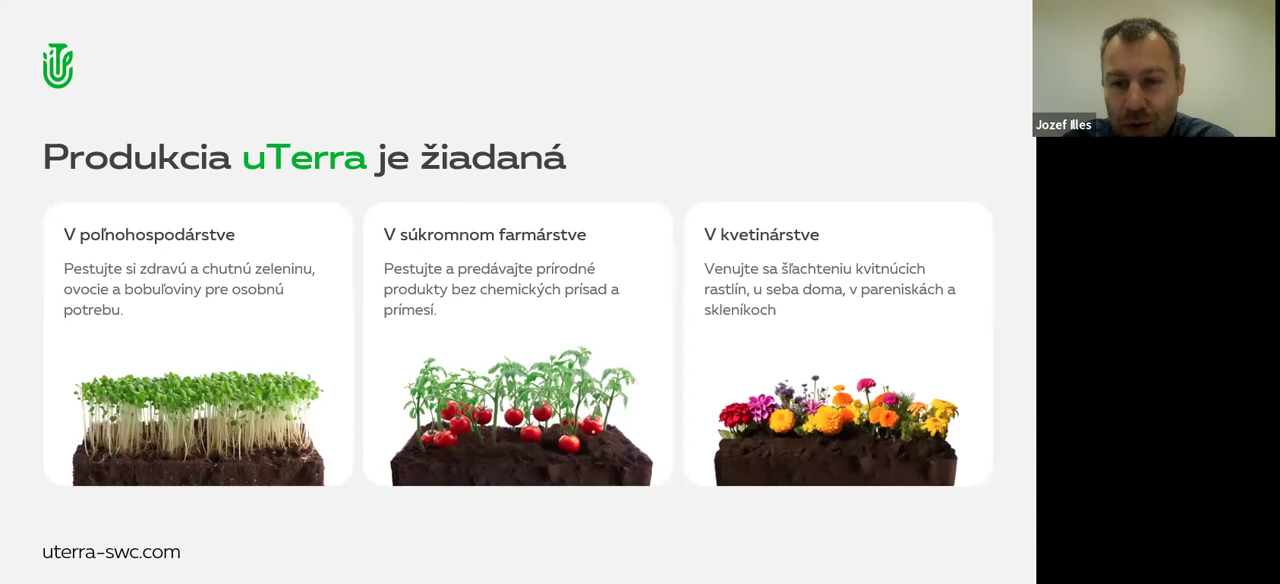 Produkcia uTerra je žiadaná
V poľnohospodárstve
Pestujte si zdravú a chutnú zeleninu,
ovocie a bobuľoviny pre osobnú
potrebu.
V súkromnom farmárstve
Pestujte a predávajte prírodné
produkty bez chemických prísad a
prímesí.
V kvetinárstve
Venujte sa šľachteniu kvitnúcich
rastlín, u seba doma, v pareniskách a
skleníkoch
uterra-swc.com
Jozef Illes